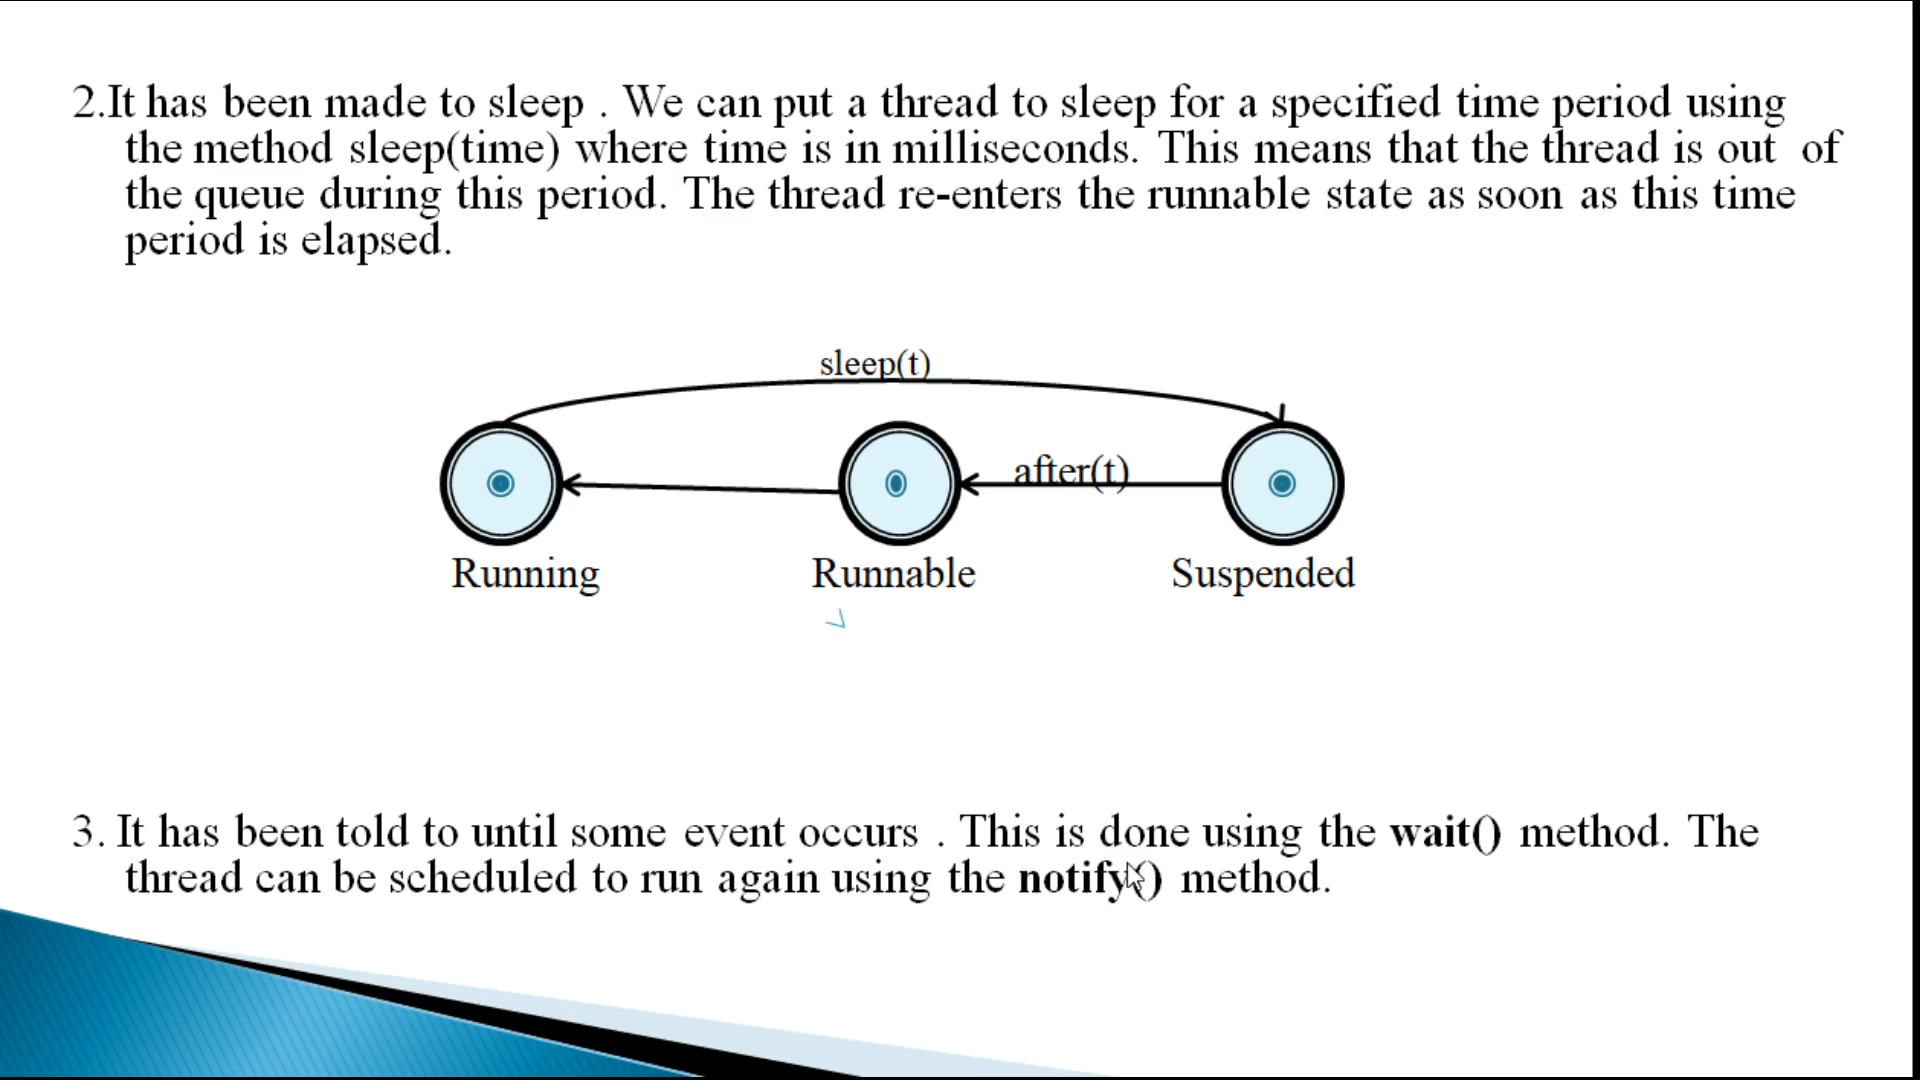 2.It has been made to sleep . We can put a thread to sleep for a specified time period using
the method sleep(time) where time is in milliseconds. This means that the thread is out of
the queue during this period. The thread re-enters the runnable state as soon as this time
period is elapsed.
sleep(t)
after(t)
Running Runnable Suspended
3. It has been told to until some event occurs . This is done using the wait() method. The
thread can be scheduled to run again using the notify() method.